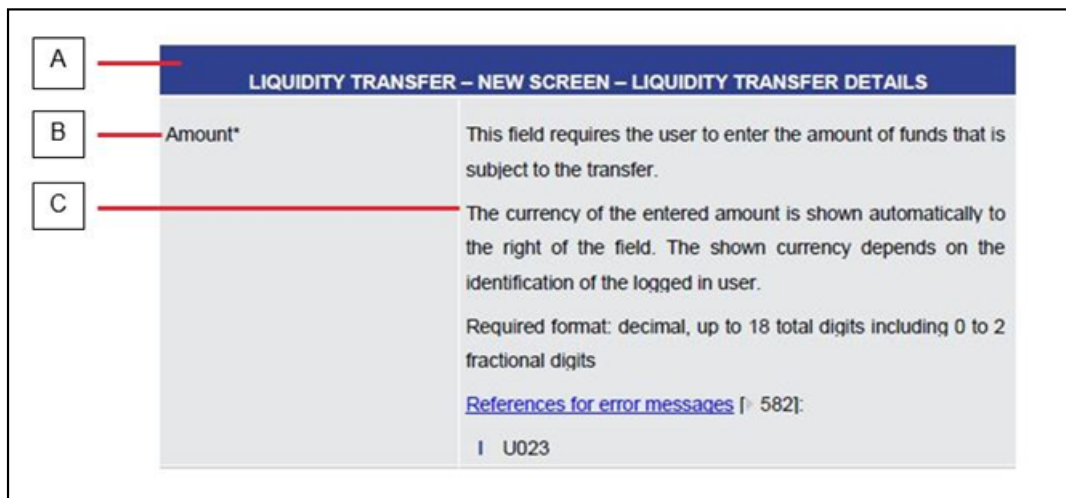 A
LIQUIDITY TRANSFER – NEW SCREEN – LIQUIDITY TRANSFER DETAILS
B
Amount*
This field requires the user to enter the amount of funds that is
subject to the transfer.
C
The currency of the entered amount is shown automatically to
the right of the field. The shown currency depends on the
identification of the logged in user.
Required format: decimal, up to 18 total digits including 0 to 2
fractional digits
References for error messages [▸ 582]:
I U023